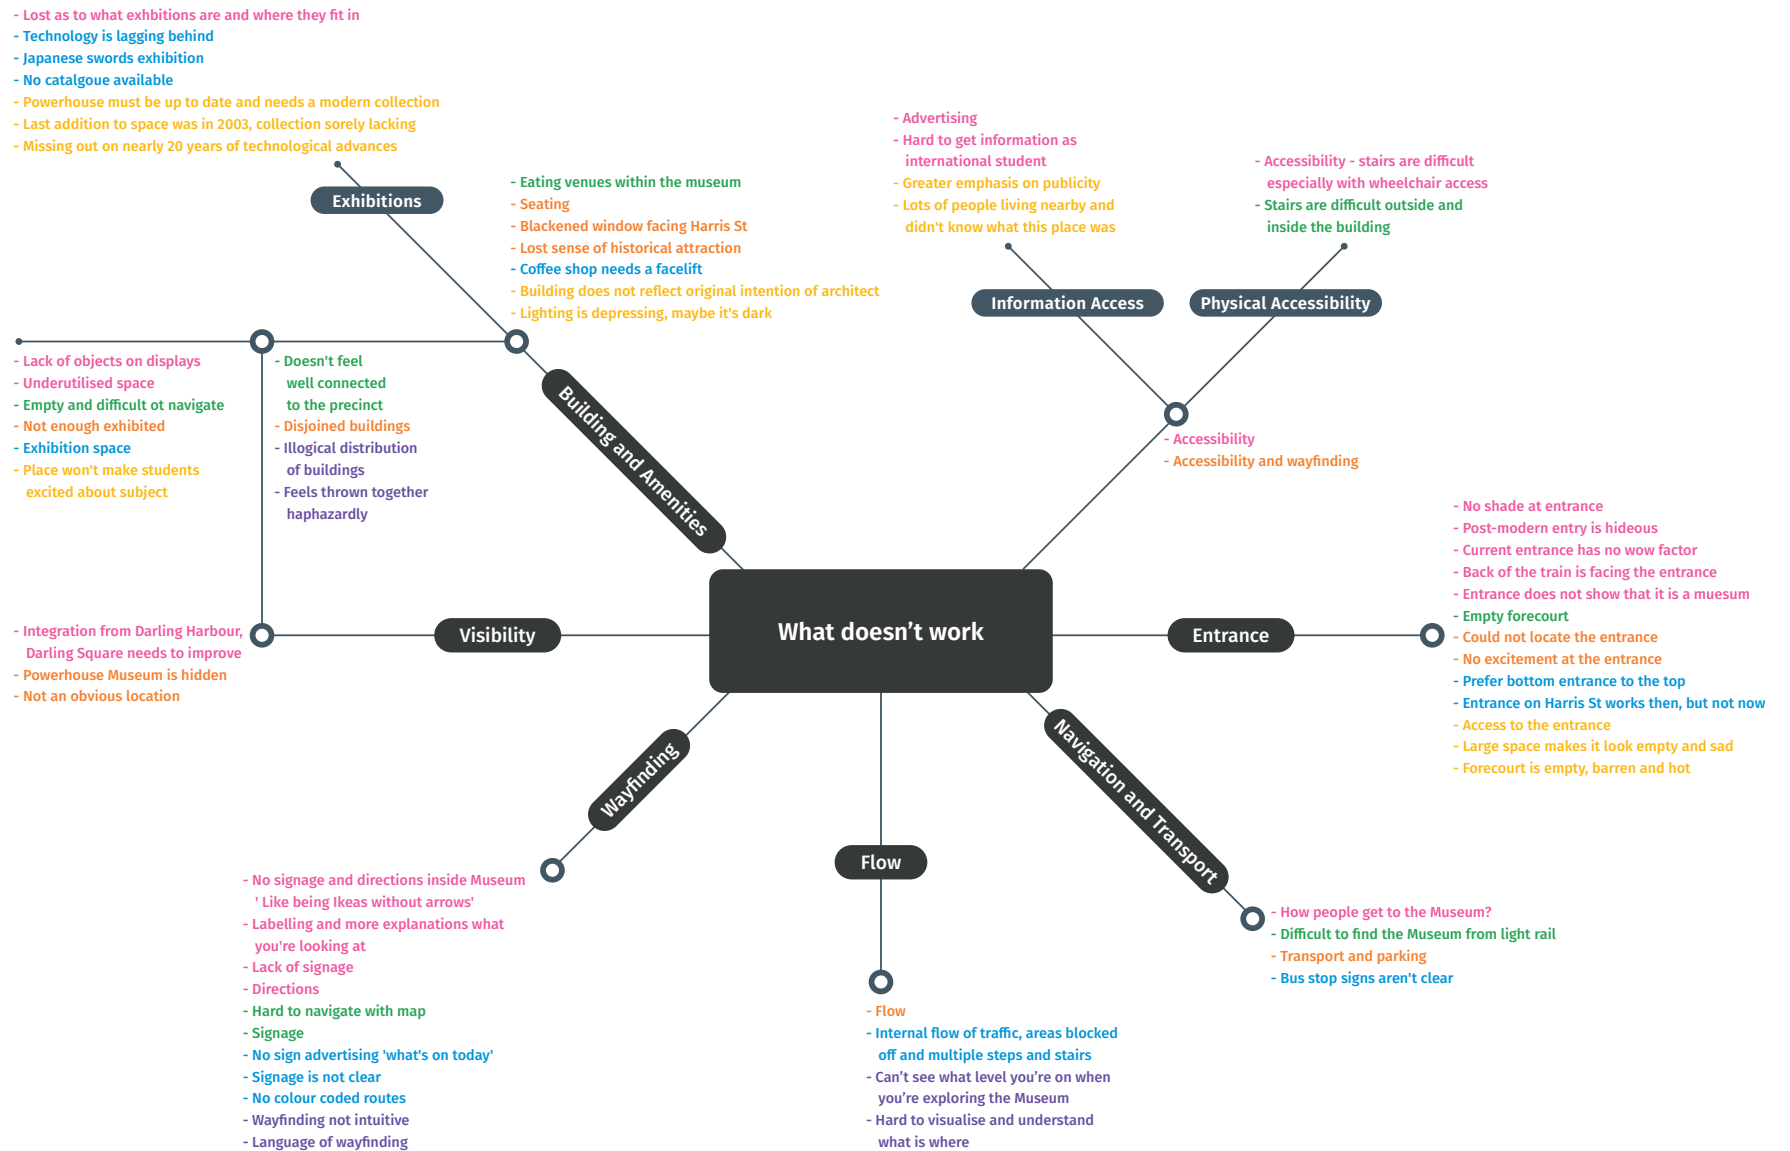 - Lost as to what exhbitions are and where they fit in
- Technology is lagging behind
- Japanese swords exhibition
- No catalgoue available
- Powerhouse must be up to date and needs a modern collection
- Last addition to space was in 2003, collection sorely lacking
- Missing out on nearly 20 years of technological advances
Exhibitions
- Eating venues within the museum
- Seating
- Blackened window facing Harris St
- Lost sense of historical attraction
- Coffee shop needs a facelift
- Building does not reflect original intention of architect
- Lighting is depressing, maybe it's dark
- Advertising
- Hard to get information as
international student
- Greater emphasis on publicity
- Lots of people living nearby and
didn't know what this place was
Information Access
- Accessibility - stairs are difficult
especially with wheelchair access
- Stairs are difficult outside and
inside the building
Physical Accessibility
- Lack of objects on displays
- Underutilised space
- Empty and difficult ot navigate
- Not enough exhibited
- Exhibition space
- Place won't make students
excited about subject
- Doesn't feel
well connected
to the precinct
- Disjoined buildings
- Illogical distribution
of buildings
- Feels thrown together
haphazardly
Building and Amenities
- Accessibility
- Accessibility and wayfinding
- Integration from Darling Harbour,
Darling Square needs to improve
- Powerhouse Museum is hidden
- Not an obvious location
Visibility
What doesn’t work
Entrance
- No shade at entrance
- Post-modern entry is hideous
- Current entrance has no wow factor
- Back of the train is facing the entrance
- Entrance does not show that it is a muesum
- Empty forecourt
- Could not locate the entrance
- No excitement at the entrance
- Prefer bottom entrance to the top
- Entrance on Harris St works then, but not now
- Access to the entrance
- Large space makes it look empty and sad
- Forecourt is empty, barren and hot
Wayfinding
- No signage and directions inside Museum
' Like being Ikeas without arrows'
- Labelling and more explanations what
you're looking at
- Lack of signage
- Directions
- Hard to navigate with map
- Signage
- No sign advertising 'what's on today'
- Signage is not clear
- No colour coded routes
- Wayfinding not intuitive
- Language of wayfinding
Flow
- Flow
- Internal flow of traffic, areas blocked
off and multiple steps and stairs
- Can’t see what level you’re on when
you’re exploring the Museum
- Hard to visualise and understand
what is where
Navigation and Transport
- How people get to the Museum?
- Difficult to find the Museum from light rail
- Transport and parking
- Bus stop signs aren't clear